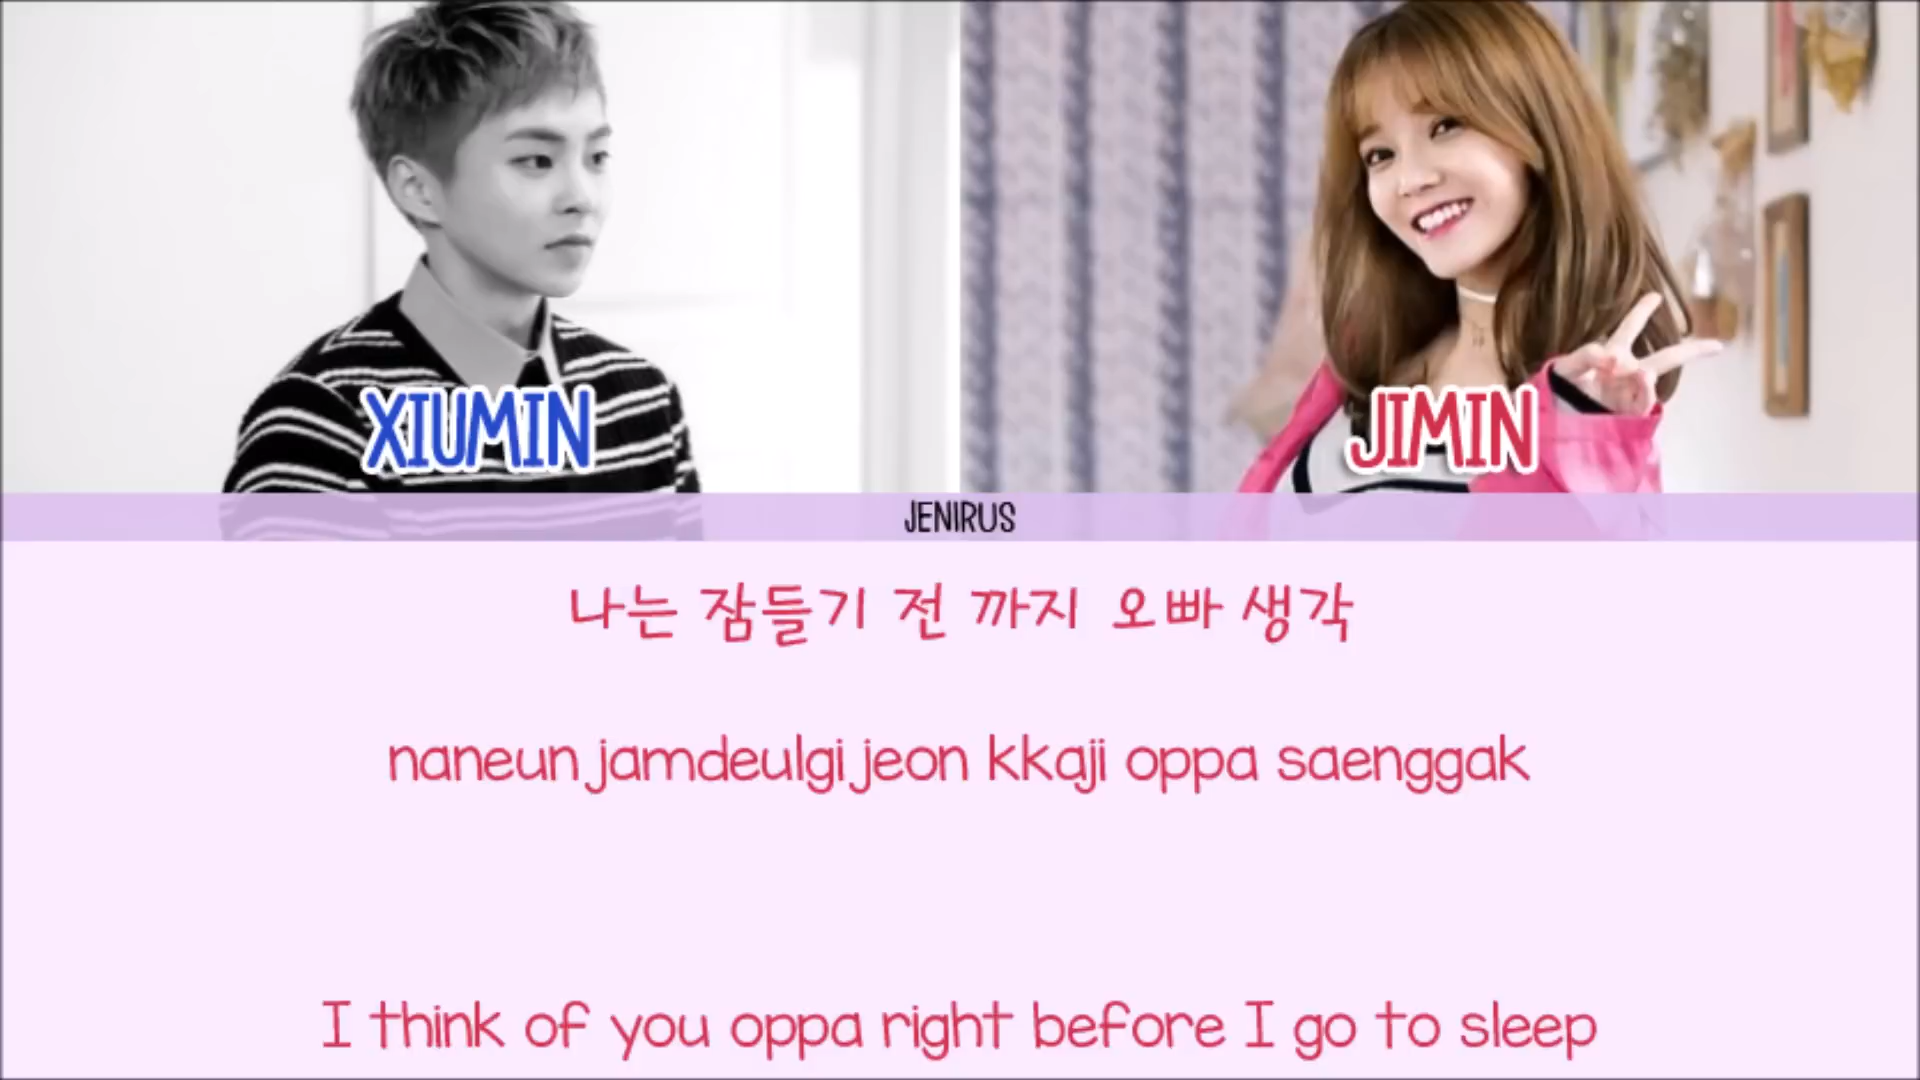 XIUMIN
JIMIN
JENIRUS
나는 잠들기 전 까지 오빠 생각
naneun jamdeulgi jeon kkaji oppa saenggak
I think of you oppa right before I go to sleep